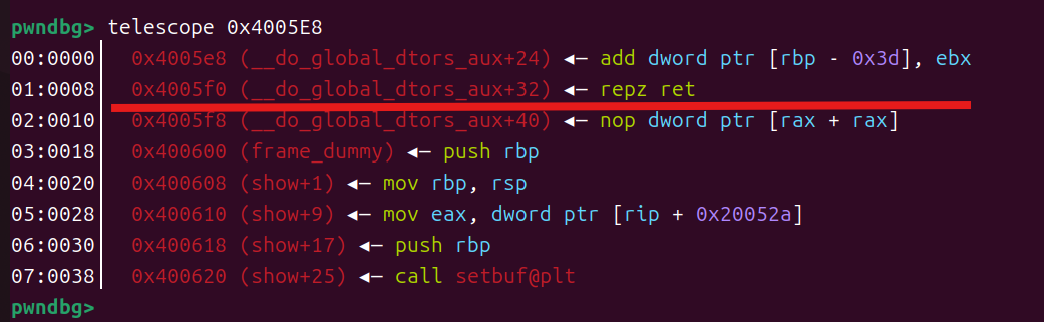 pwndbg> telescope 0x4005E8
00:0000│ 0x4005e8 (__do_global_dtors_aux+24) ◂— add dword ptr [rbp - 0x3d], ebx
01:0008│ 0x4005f0 (__do_global_dtors_aux+32) ◂— repz ret
02:0010│ 0x4005f8 (__do_global_dtors_aux+40) ◂— nop dword ptr [rax + rax]
03:0018│ 0x400600 (frame_dummy) ◂— push rbp
04:0020│ 0x400608 (show+1) ◂— mov rbp, rsp
05:0028│ 0x400610 (show+9) ◂— mov eax, dword ptr [rip + 0x20052a]
06:0030│ 0x400618 (show+17) ◂— push rbp
07:0038│ 0x400620 (show+25) ◂— call setbuf@plt
pwndbg>